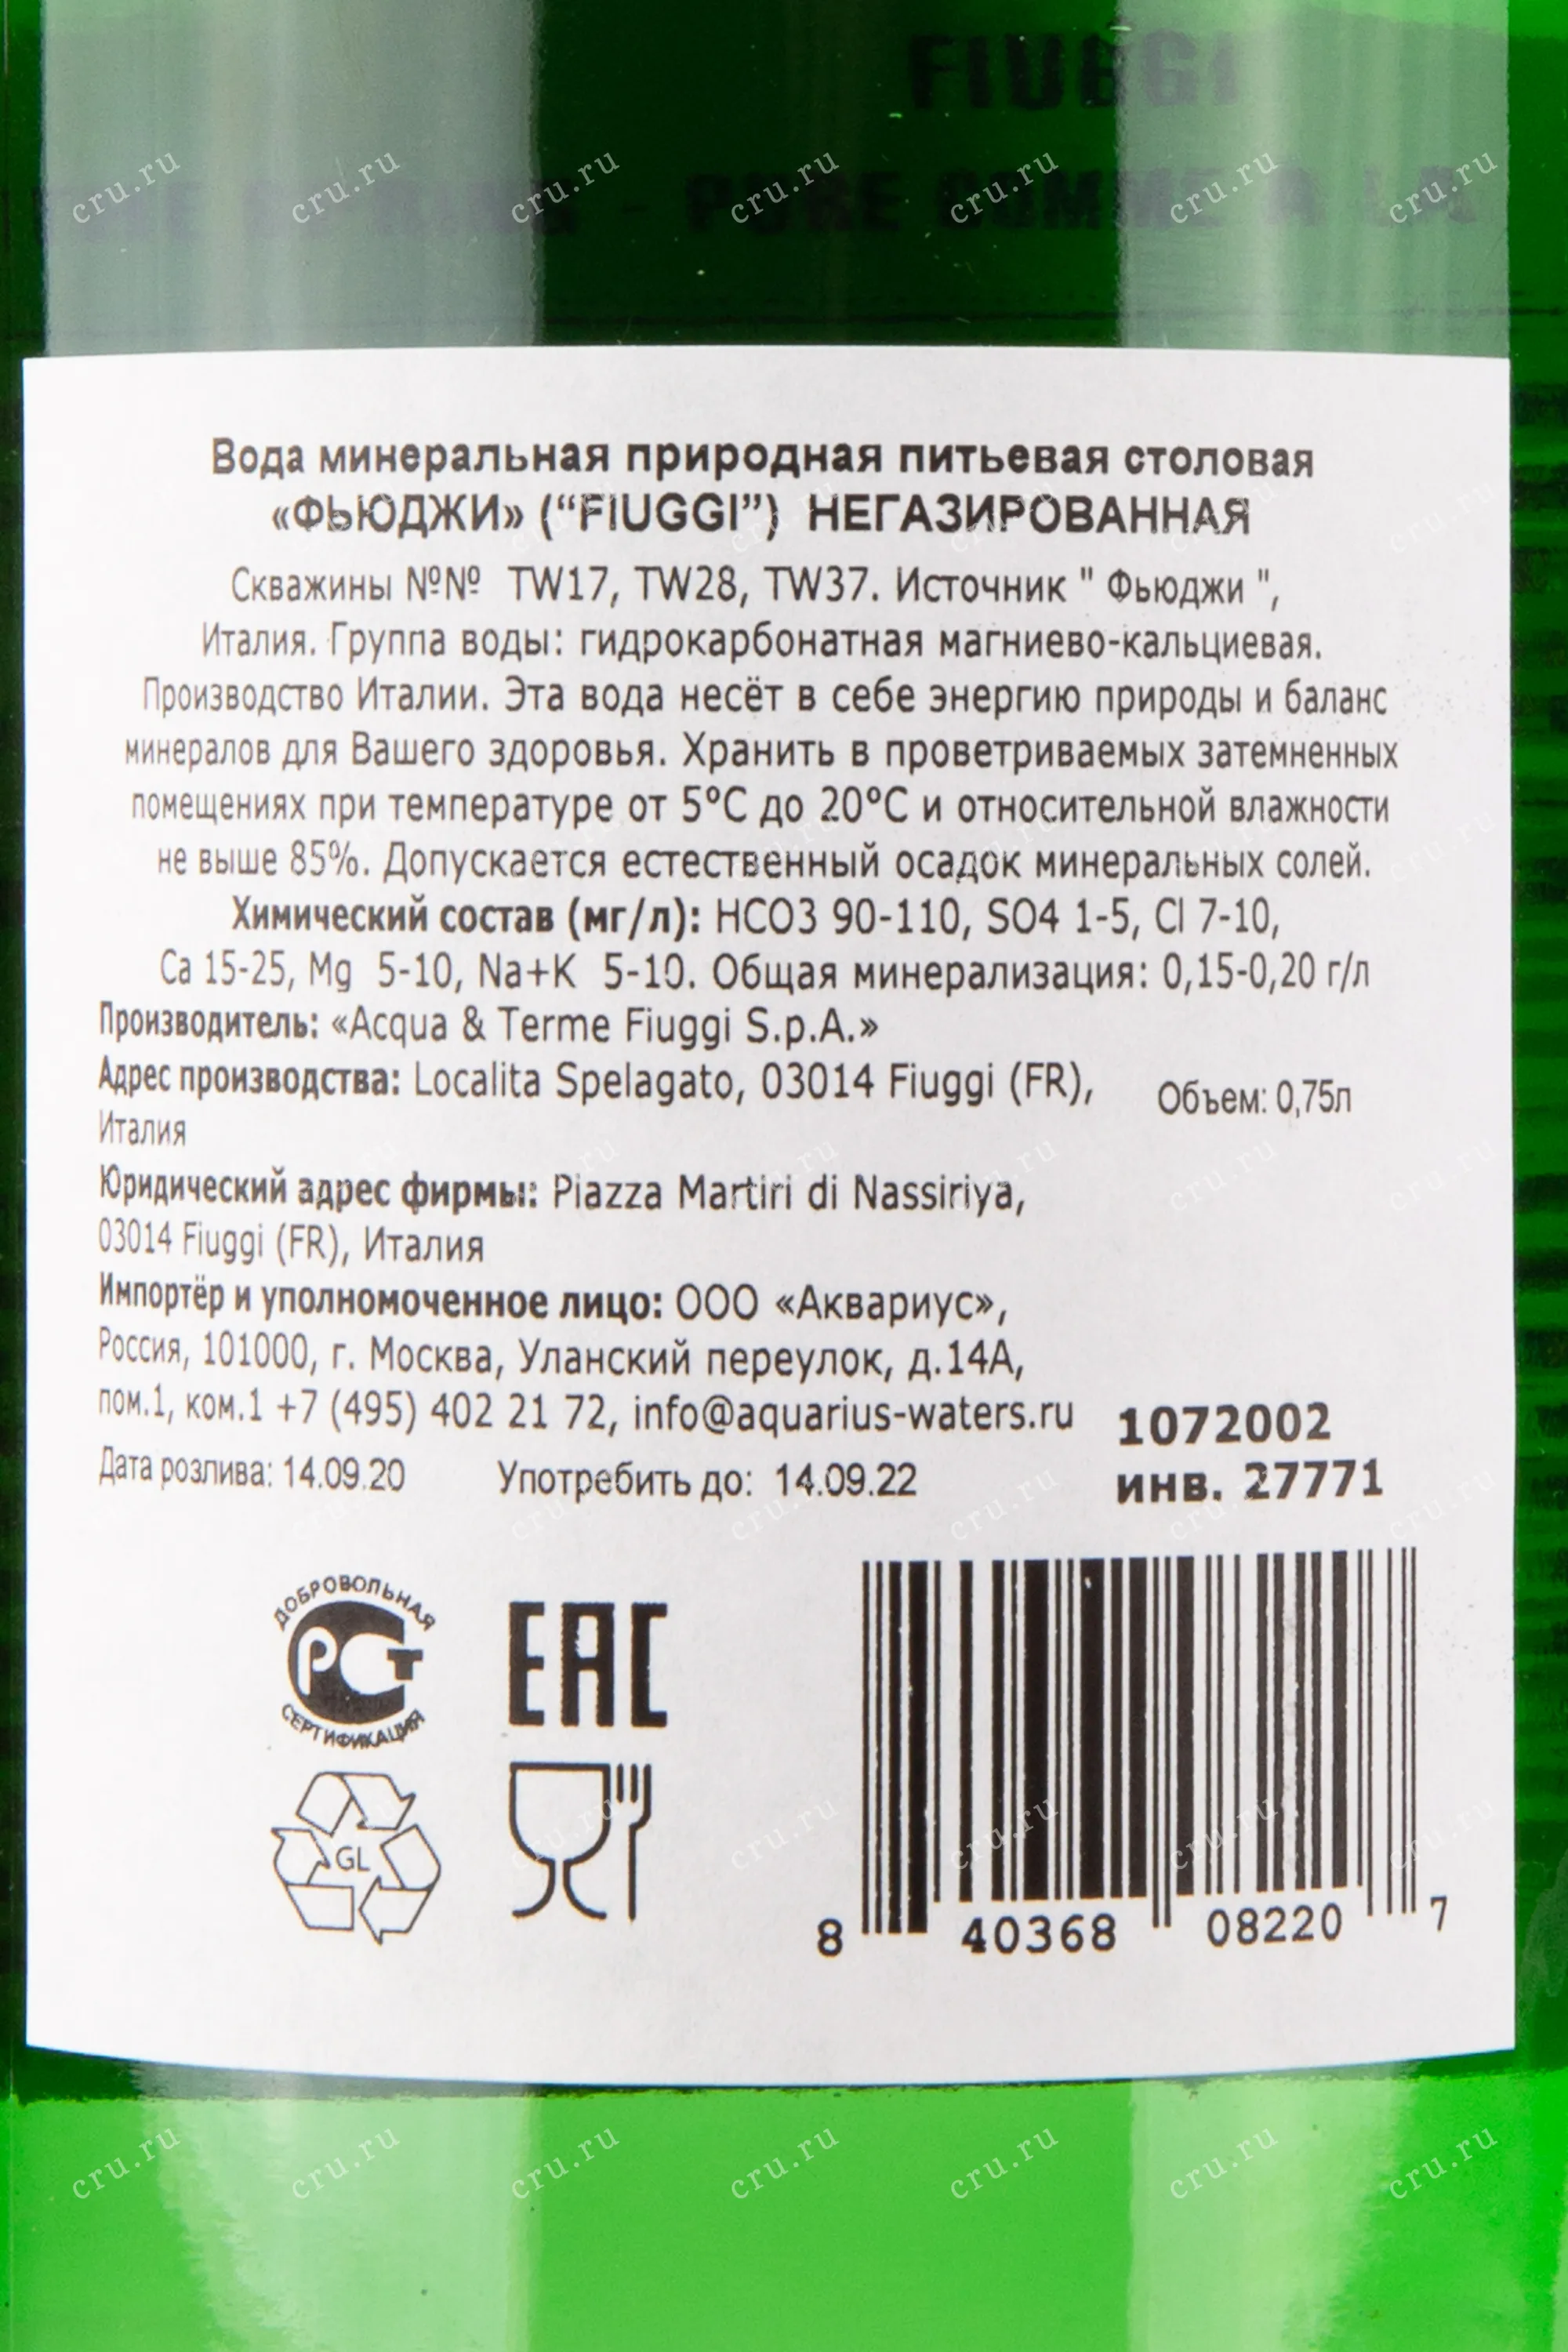 FIUGGI
PURE COMME A LA
Вода минеральная природная питьевая столовая
«ФЬЮДЖИ» (“FIUGGI”) НЕГАЗИРОВАННАЯ
Скважины №№ TW17, TW28, TW37. Источник " Фьюджи ",
Италия. Группа воды: гидрокарбонатная магниево-кальциевая.
Производство Италии. Эта вода несёт в себе энергию природы и баланс
минералов для Вашего здоровья. Хранить в проветриваемых затемненных
помещениях при температуре от 5°С до 20°С и относительной влажности
не выше 85%. Допускается естественный осадок минеральных солей.
Химический состав (мг/л): HCO3 90-110, SO4 1-5, Cl 7-10,
Ca 15-25, Mg 5-10, Na+K 5-10. Общая минерализация: 0,15-0,20 г/л
Производитель: «Acqua & Terme Fiuggi S.p.A.»
Адрес производства: Localita Spelagato, 03014 Fiuggi (FR),
Италия
Объем: 0,75л
Юридический адрес фирмы: Piazza Martiri di Nassiriya,
03014 Fiuggi (FR), Италия
Импортёр и уполномоченное лицо: ООО «Аквариус»,
Россия, 101000, г. Москва, Уланский переулок, д.14А,
пом.1, ком.1 +7 (495) 402 21 72, info@aquarius-waters.ru
Дата розлива: 14.09.20 Употребить до: 14.09.22
1072002
инв. 27771
ДОБРОВОЛЬНАЯ
РСТ
СЕРТИФИКАЦИЯ
EAC
GL
8 40368 08220 7
cru.ru